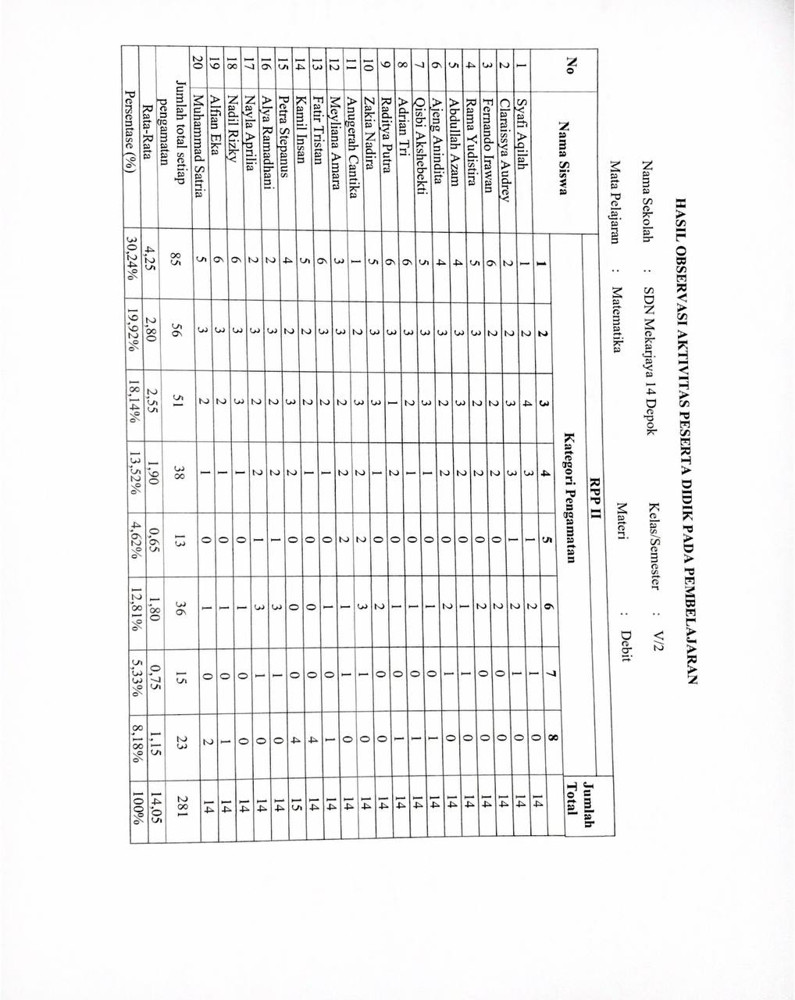 HASIL OBSERVASI AKTIVITAS PESERTA DIDIK PADA PEMBELAJARAN
Nama Sekolah : SDN Mekarjaya 14 Depok Kelas/Semester : V/2
Mata Pelajaran : Matematika Materi : Debit
No Nama Siswa RPP II Jumlah Total
Kategori Pengamatan
1 2 3 4 5 6 7 8
1 Syafi Aqilah 1 2 4 3 1 2 1 0 14
2 Claraissya Audrey 2 2 3 3 1 2 1 0 14
3 Fernando Irawan 6 2 2 2 0 2 0 0 14
4 Rama Yudistira 5 3 2 2 0 2 0 0 14
5 Abdullah Azam 4 3 3 2 0 1 1 0 14
6 Ajeng Anindita 4 3 2 2 0 2 1 0 14
7 Qisbi Akshebekti 5 3 3 1 0 1 0 1 14
8 Adrian Tri 6 3 2 1 0 1 0 1 14
9 Raditya Putra 6 3 1 2 0 1 0 1 14
10 Zakia Nadira 5 3 3 1 0 2 0 0 14
11 Anugerah Cantika 1 2 3 2 2 3 1 0 14
12 Meyliana Amara 3 3 2 2 2 1 1 0 14
13 Fatir Tristan 6 3 2 1 0 1 0 1 14
14 Kamil Insan 5 2 2 1 0 0 0 4 14
15 Petra Stepanus 4 2 3 2 0 0 0 4 15
16 Alya Ramadhani 2 3 2 2 1 3 1 0 14
17 Nayla Aprilia 2 3 2 2 1 3 1 0 14
18 Nadil Rizky 6 3 3 1 0 1 0 0 14
19 Alfian Eka 6 3 2 1 0 1 0 1 14
20 Muhammad Satria 5 3 2 1 0 1 0 2 14
Jumlah total setiap pengamatan 85 56 51 38 13 36 15 23 281
Rata-Rata 4,25 2,80 2,55 1,90 0,65 1,80 0,75 1,15 14,05
Persentase (%) 30,24% 19,92% 18,14% 13,52% 4,62% 12,81% 5,33% 8,18% 100%